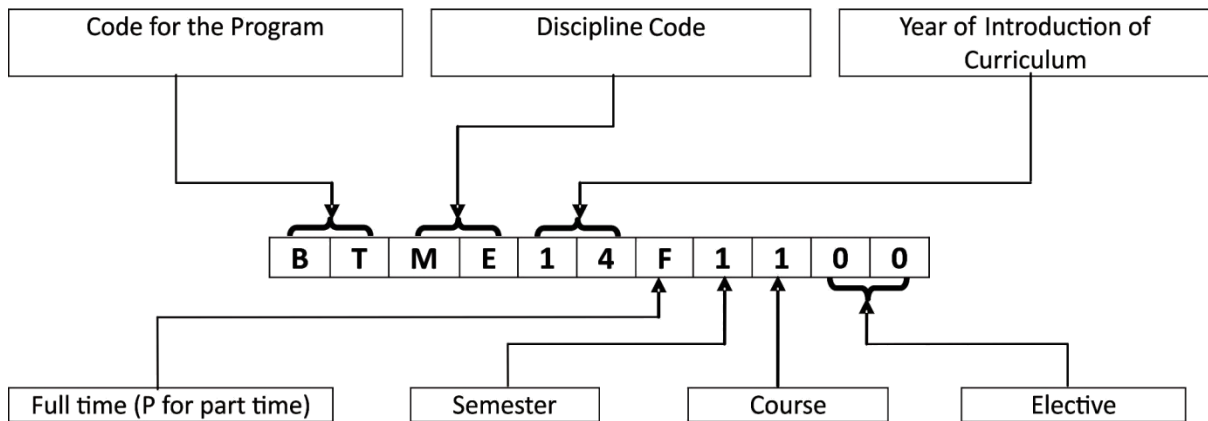 Code for the Program
Discipline Code
Year of Introduction of
Curriculum
B T M E 1 4 F 1 1 0 0
Full time (P for part time)
Semester
Course
Elective